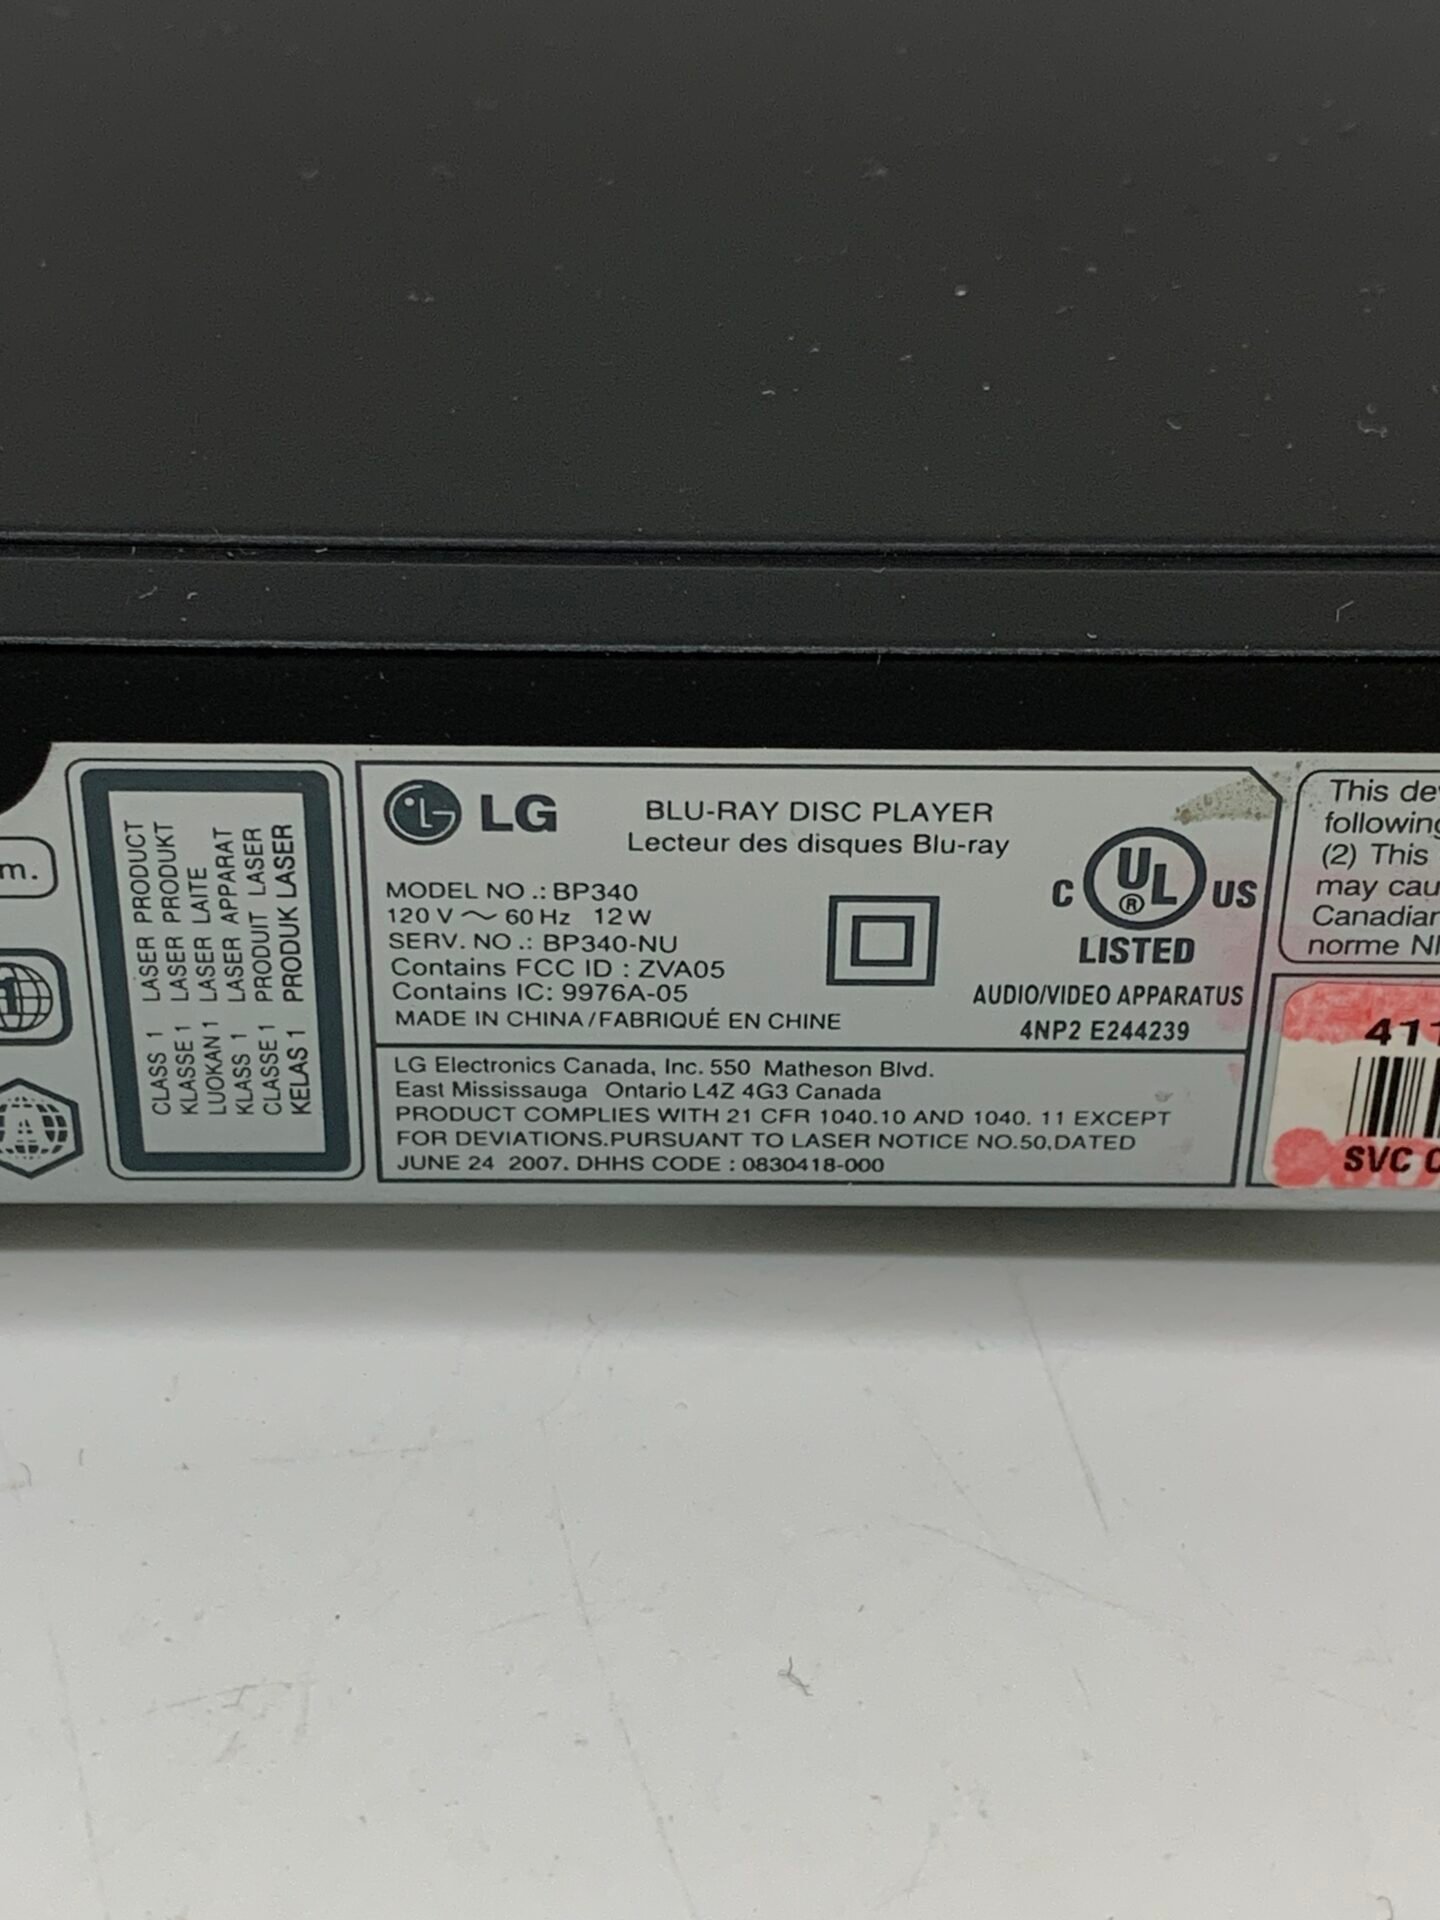 m.
1
A
CLASS 1 LASER PRODUCT
KLASSE 1 LASER PRODUKT
LUOKAN 1 LASER LAITE
KLASS 1 LASER APPARAT
CLASSE 1 PRODUIT LASER
KELAS 1 PRODUK LASER
LG
BLU-RAY DISC PLAYER
Lecteur des disques Blu-ray
MODEL NO .: BP340
120 V ~ 60 Hz 12 W
SERV. NO .: BP340-NU
Contains FCC ID : ZVA05
Contains IC: 9976A-05
MADE IN CHINA/FABRIQUÉ EN CHINE
C UL ® US
LISTED
AUDIO/VIDEO APPARATUS
4NP2 E244239
LG Electronics Canada, Inc. 550 Matheson Blvd.
East Mississauga Ontario L4Z 4G3 Canada
PRODUCT COMPLIES WITH 21 CFR 1040.10 AND 1040. 11 EXCEPT
FOR DEVIATIONS.PURSUANT TO LASER NOTICE NO.50,DATED
JUNE 24 2007. DHHS CODE : 0830418-000
This de
following
(2) This
may cau
Canadian
norme N
411
SVC C